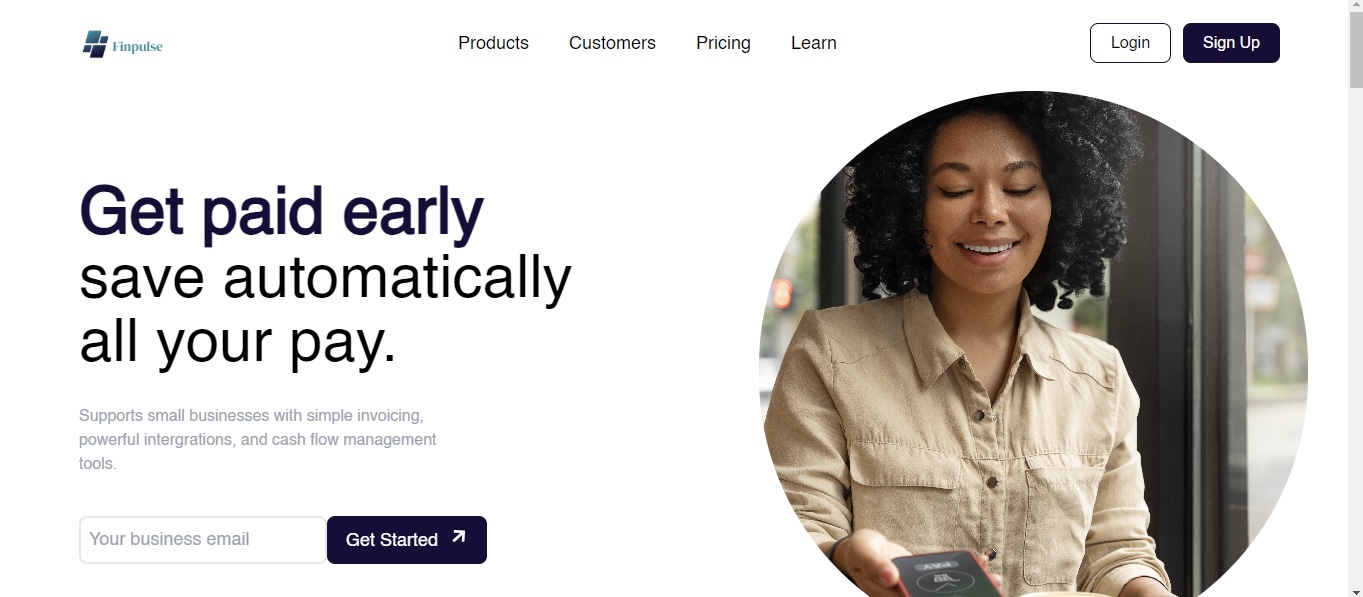 Finpulse
Products
Customers
Pricing
Learn
Login
Sign Up
Get paid early
save automatically
all your pay.
Supports small businesses with simple invoicing,
powerful intergrations, and cash flow management
tools.
Your business email
Get Started
PAY